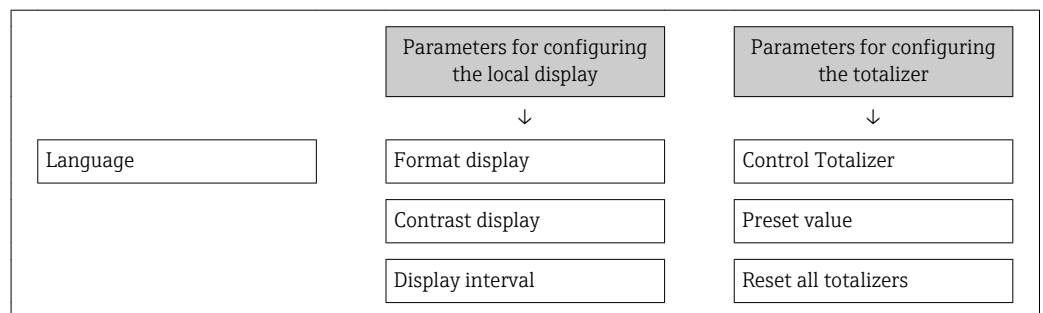 Parameters for configuring
the local display
Parameters for configuring
the totalizer
↓
↓
Language
Format display
Control Totalizer
Contrast display
Preset value
Display interval
Reset all totalizers